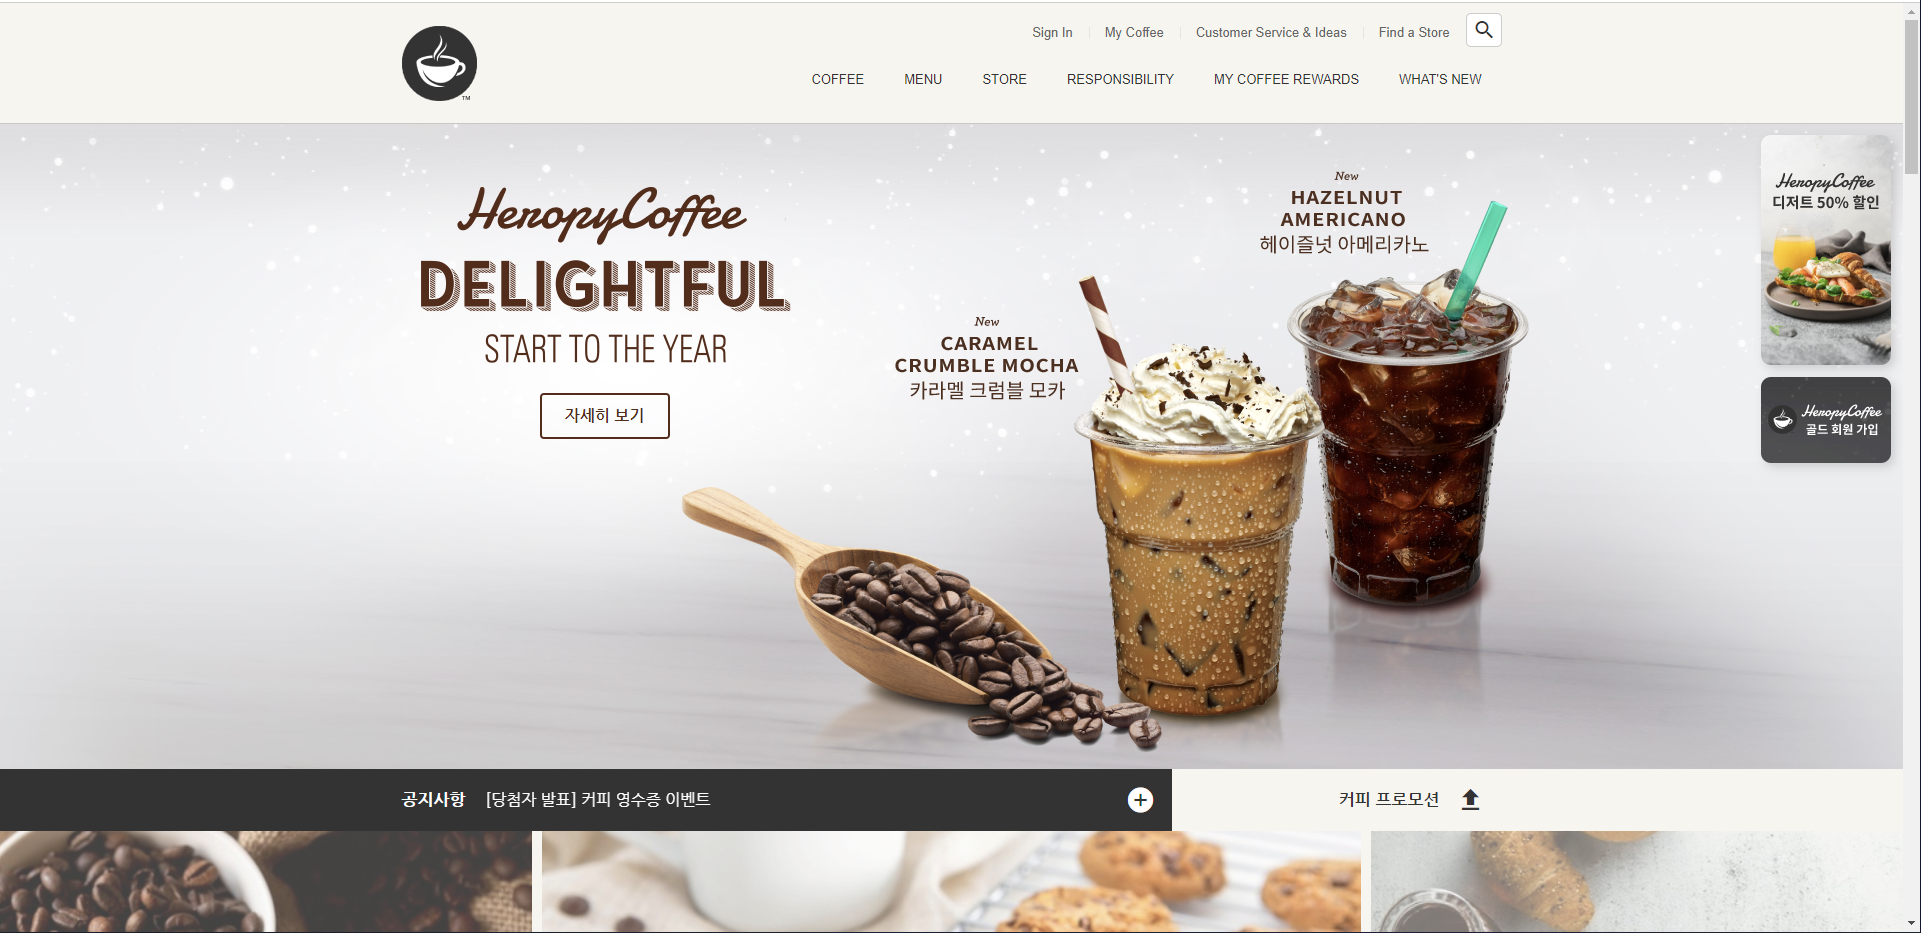 Sign In
My Coffee
Customer Service & Ideas
Find a Store
TM
COFFEE
MENU
STORE
RESPONSIBILITY
MY COFFEE REWARDS
WHAT'S NEW
HeropyCoffee
DELIGHTFUL
START TO THE YEAR
자세히 보기
New
CARAMEL
CRUMBLE MOCHA
카라멜 크럼블 모카
New
HAZELNUT
AMERICANO
헤이즐넛 아메리카노
HeropyCoffee
디저트 50% 할인
HeropyCoffee
골드 회원 가입
공지사항
[당첨자 발표] 커피 영수증 이벤트
커피 프로모션